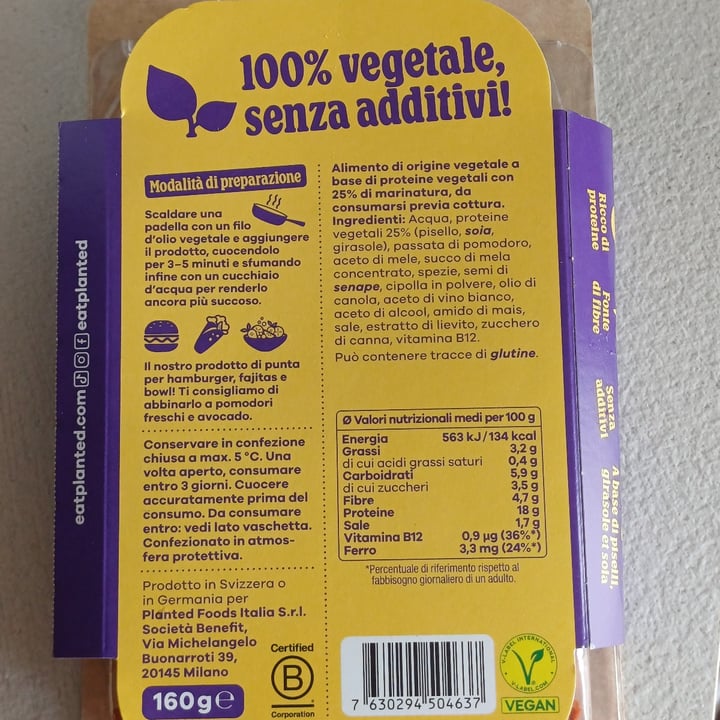 100% vegetale,
senza additivi!
Modalità di preparazione
Scaldare una
padella con un filo
d'olio vegetale e aggiungere
il prodotto, cuocendolo
per 3–5 minuti e sfumando
infine con un cucchiaio
d'acqua per renderlo
ancora più succoso.
Il nostro prodotto di punta
per hamburger, fajitas e
bowl! Ti consigliamo di
abbinarlo a pomodori
freschi e avocado.
Conservare in confezione
chiusa a max. 5 °C. Una
volta aperto, consumare
entro 3 giorni. Cuocere
accuratamente prima del
consumo. Da consumare
entro: vedi lato vaschetta.
Confezionato in atmos-
fera protettiva.
Prodotto in Svizzera o
in Germania per
Planted Foods Italia S.r.l.
Società Benefit,
Via Michelangelo
Buonarroti 39,
20145 Milano
160 g e
Certified
B
Corporation
Alimento di origine vegetale a
base di proteine vegetali con
25% di marinatura, da
consumarsi previa cottura.
Ingredienti: Acqua, proteine
vegetali 25% (pisello, soia,
girasole), passata di pomodoro,
aceto di mele, succo di mela
concentrato, spezie, semi di
senape, cipolla in polvere, olio di
canola, aceto di vino bianco,
aceto di alcool, amido di mais,
sale, estratto di lievito, zucchero
di canna, vitamina B12.
Può contenere tracce di glutine.
Ø Valori nutrizionali medi per 100 g
Energia 563 kJ / 134 kcal
Grassi 3,2 g
di cui acidi grassi saturi 0,4 g
Carboidrati 5,9 g
di cui zuccheri 3,5 g
Fibre 4,7 g
Proteine 18 g
Sale 1,7 g
Vitamina B12 0,9 µg (36%*)
Ferro 3,3 mg (24%*)
*Percentuale di riferimento rispetto al
fabbisogno giornaliero di un adulto.
7 630294 504637
V-LABEL INTERNATIONAL
V-LABEL.COM
VEGAN
eatplanted.com eatplanted
Ricco di
proteine
Fonte
di fibre
Senza
additivi
A base di piselli,
girasole et soia